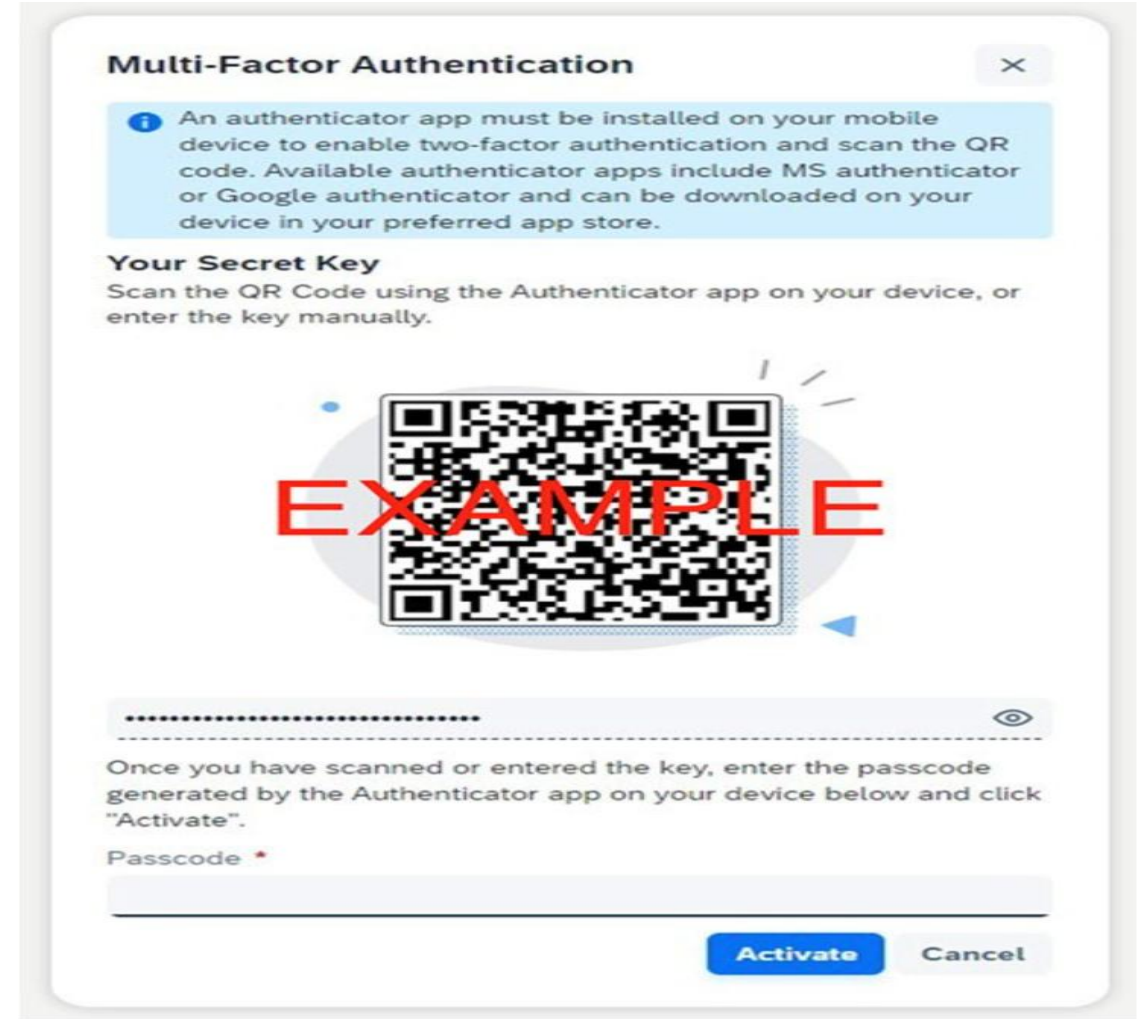 Multi-Factor Authentication
An authenticator app must be installed on your mobile
device to enable two-factor authentication and scan the QR
code. Available authenticator apps include MS authenticator
or Google authenticator and can be downloaded on your
device in your preferred app store.
Your Secret Key
Scan the QR Code using the Authenticator app on your device, or
enter the key manually.
EXAMPLE
Once you have scanned or entered the key, enter the passcode
generated by the Authenticator app on your device below and click
"Activate".
Passcode *
Activate Cancel